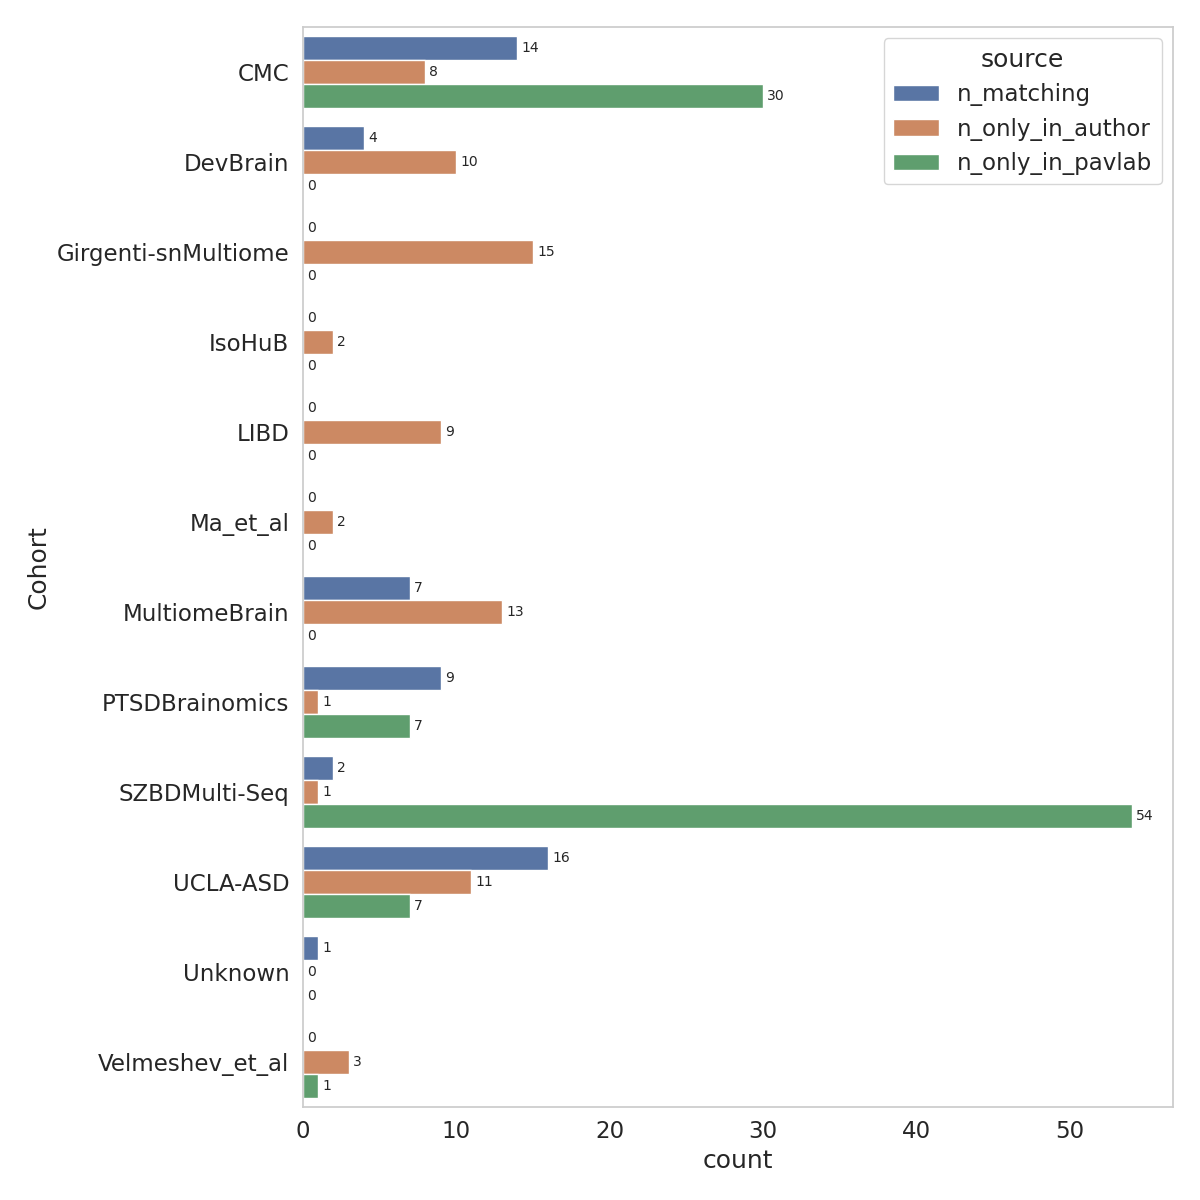 source
n_matching
n_only_in_author
n_only_in_pavlab
Cohort
CMC
14
8
30
DevBrain
4
10
0
Girgenti-snMultiome
0
15
0
IsoHuB
0
2
0
LIBD
0
9
0
Ma_et_al
0
2
0
MultiomeBrain
7
13
0
PTSDBrainomics
9
1
7
SZBDMulti-Seq
2
1
54
UCLA-ASD
16
11
7
Unknown
1
0
0
Velmeshev_et_al
0
3
1
0 10 20 30 40 50
count